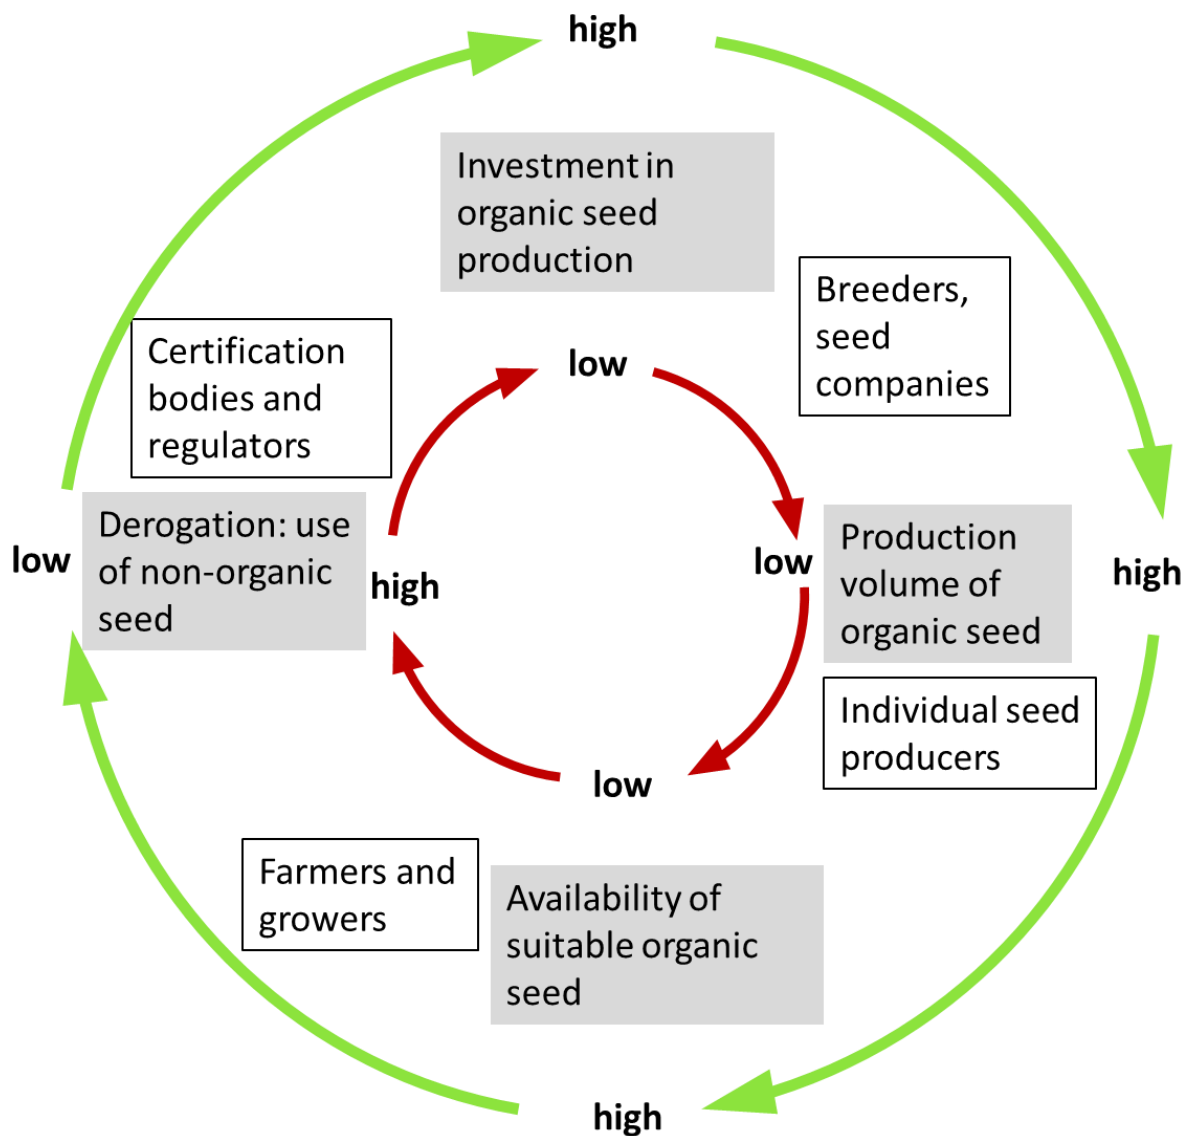 high
Investment in
organic seed
production
Breeders,
seed
companies
Certification
bodies and
regulators
low
Derogation: use
of non-organic
seed
low
high
low
Production
volume of
organic seed
high
Individual seed
producers
low
Farmers and
growers
Availability of
suitable organic
seed
high